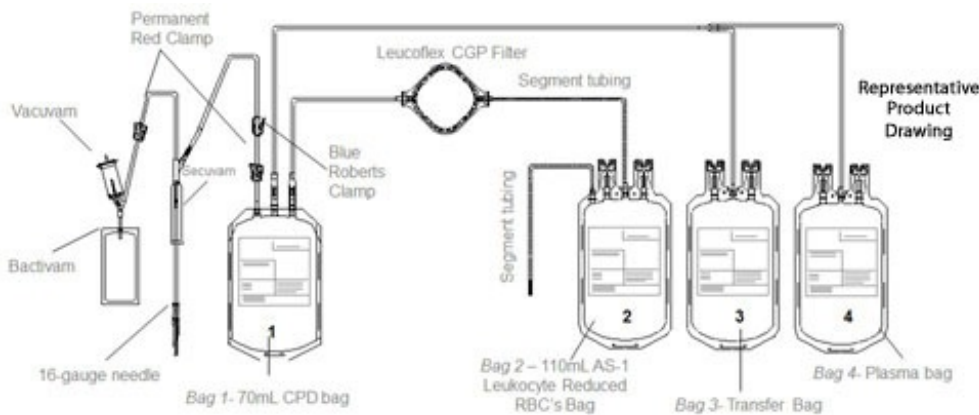 Permanent
Red Clamp
Leucoflex CGP Filter
Segment tubing
Representative
Product
Drawing
Vacuvam
Secuvam
Blue
Roberts
Clamp
Segment tubing
Bactivam
1
2
3
4
16-gauge needle
Bag 1- 70mL CPD bag
Bag 2 – 110mL AS-1
Leukocyte Reduced
RBC's Bag
Bag 3- Transfer Bag
Bag 4- Plasma bag